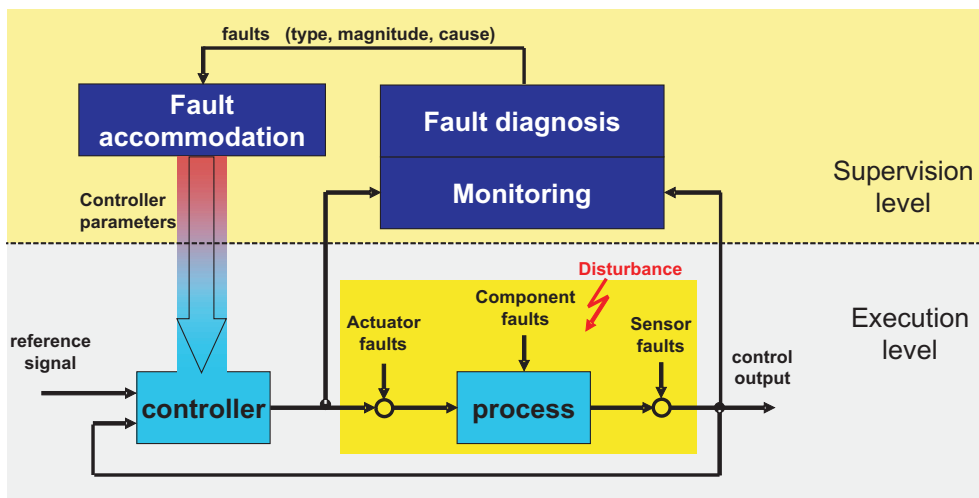 faults (type, magnitude, cause)
Fault
accommodation
Fault diagnosis
Monitoring
Supervision
level
Controller
parameters
Disturbance
Component
faults
Actuator
faults
Sensor
faults
Execution
level
reference
signal
control
output
controller
process